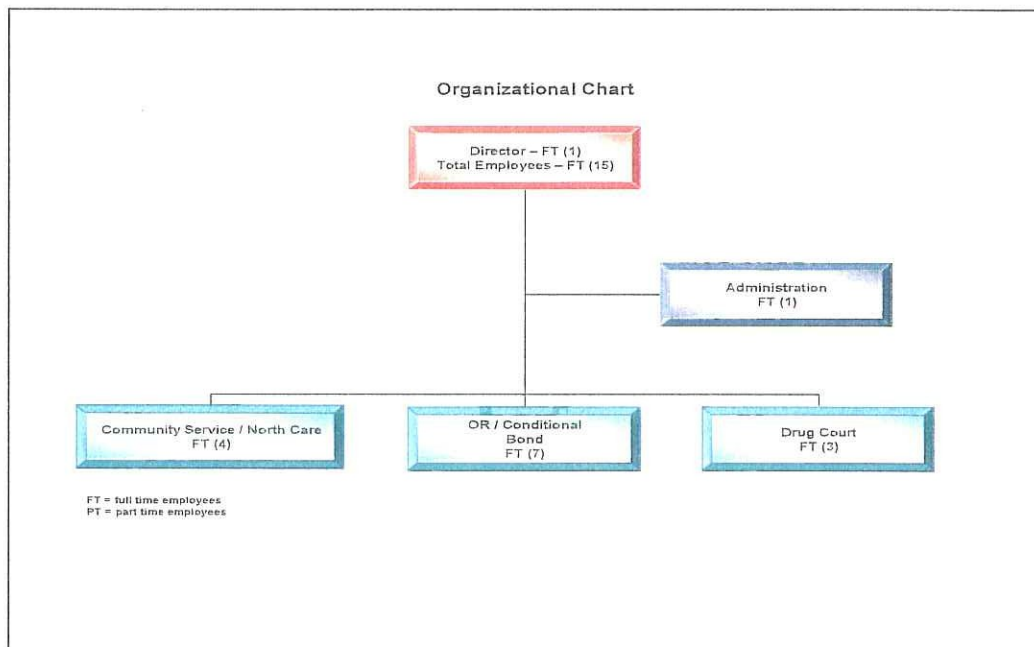 Organizational Chart
Director – FT (1)
Total Employees – FT (15)
Administration
FT (1)
Community Service / North Care
FT (4)
OR / Conditional
Bond
FT (7)
Drug Court
FT (3)
FT = full time employees
PT = part time employees